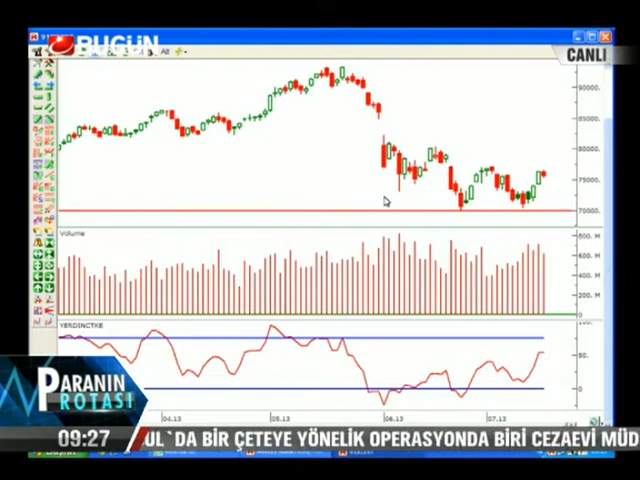 BUGÜN
CANLI
All
90000.
85000.
80000.
75000.
70000.
Volume
800. M
600. M
400. M
200. M
0
YERDINCTKE
100.
50.
0
04.13
05.13
06.13
07.13
PARANIN
ROTASI
09:27
UL`DA BİR ÇETEYE YÖNELİK OPERASYONDA BİRİ CEZAEVİ MÜD